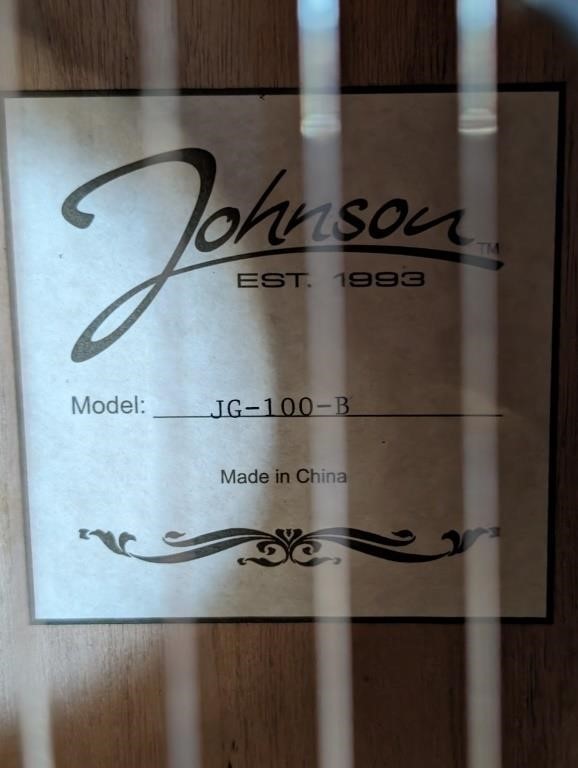 Johnson™
EST. 1993
Model: JG-100-B
Made in China